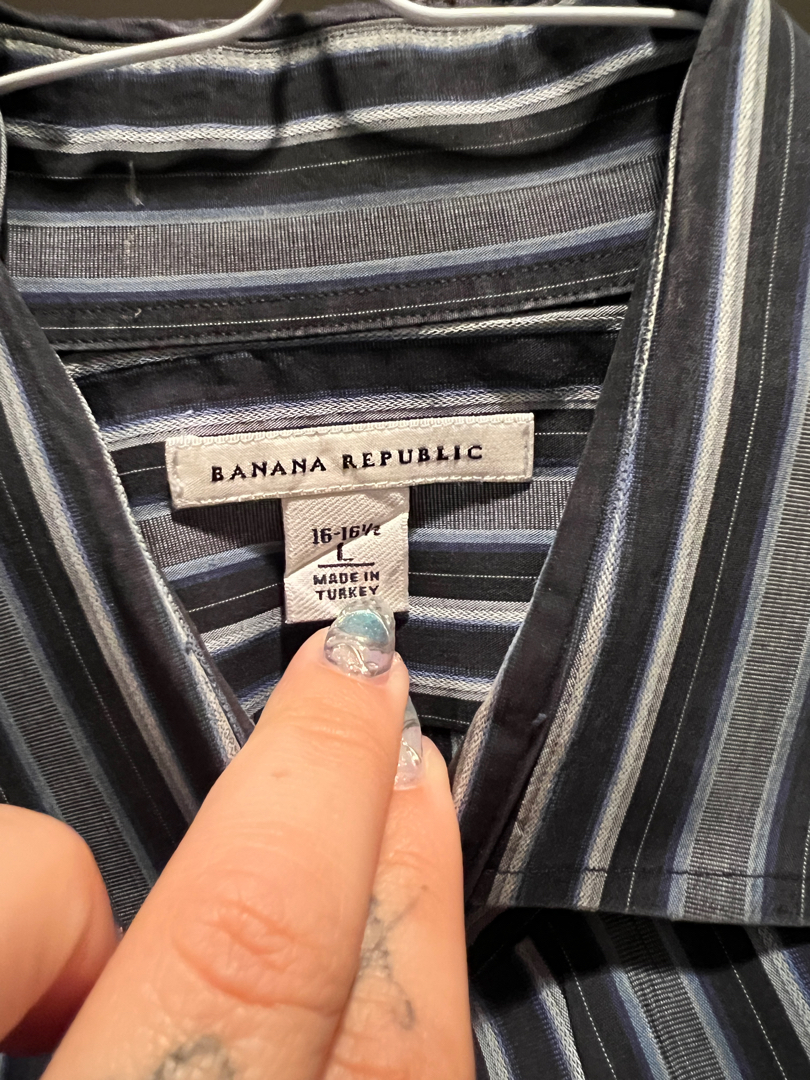 BANANA REPUBLIC
16-16½
L
MADE IN
TURKEY